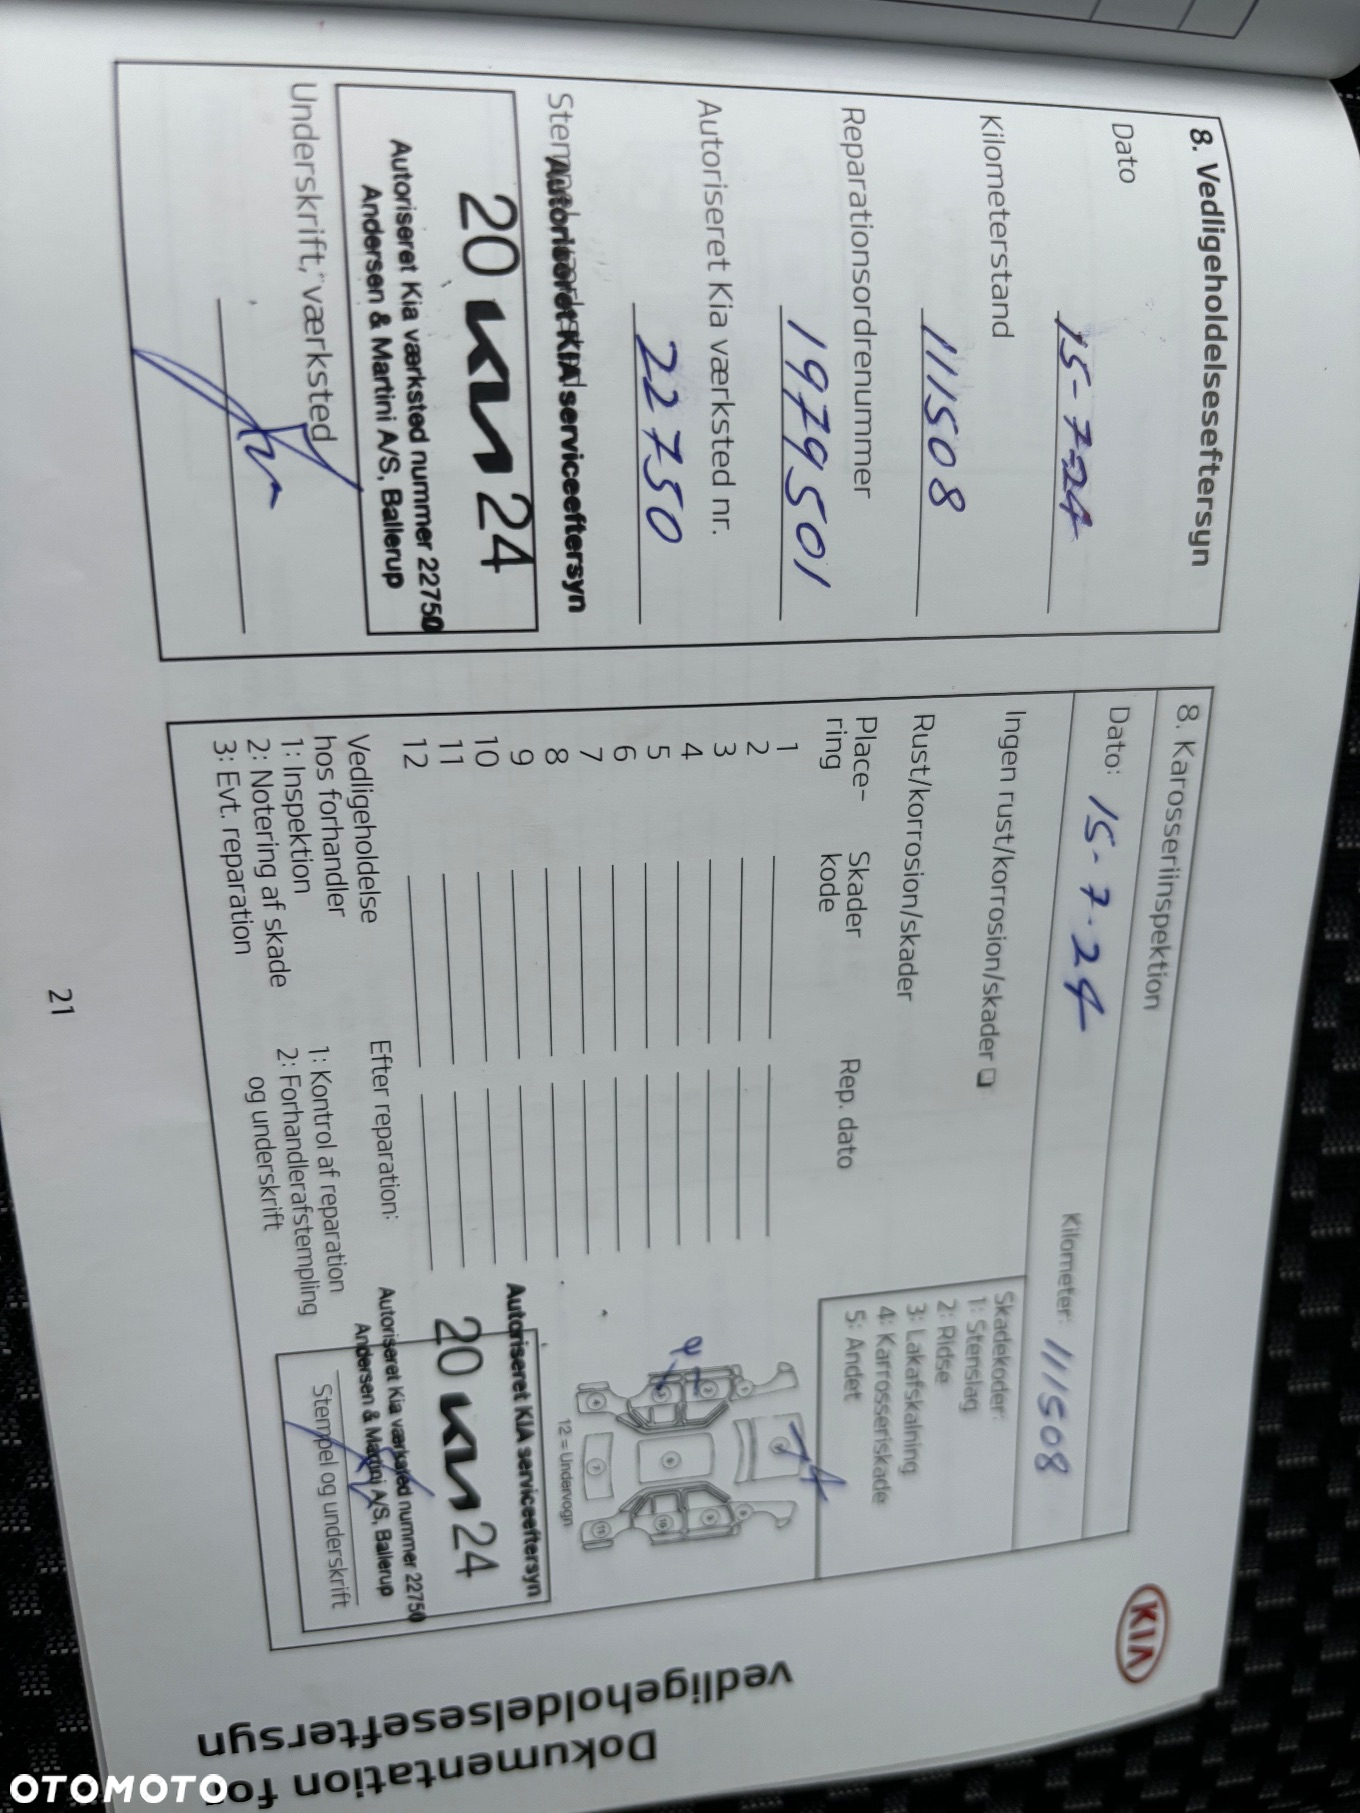 8. Vedligeholdelseseftersyn
Dato
15-7-24
Kilometerstand
111508
Reparationsordrenummer
1979501
Autoriseret Kia værksted nr.
22750
Autoriseret KIA serviceeftersyn
20 KIA 24
Autoriseret Kia værksted nummer 22750
Andersen & Martini A/S, Ballerup
Underskrift, værksted
8. Karosseriinspektion
Dato: 15-7-24 Kilometer: 111508
Ingen rust/korrosion/skader
Rust/korrosion/skader
Skadekoder:
1: Stenslag
2: Ridse
3: Lakafskalning
4: Karrosseriskade
5: Andet
Place-
ring
Skader
kode
Rep. dato
1
2
3
4
5
6
7
8
9
10
11
12
4
4
12 = Undervogn
Vedligeholdelse
hos forhandler
1: Inspektion
2: Notering af skade
3: Evt. reparation
Efter reparation:
1: Kontrol af reparation
2: Forhandlerafstempling
og underskrift
Autoriseret KIA serviceeftersyn
20 KIA 24
Autoriseret Kia værksted nummer 22750
Andersen & Martini A/S, Ballerup
Stempel og underskrift
KIA
Dokumentation for
vedligeholdelseseftersyn
21
OTOMOTO